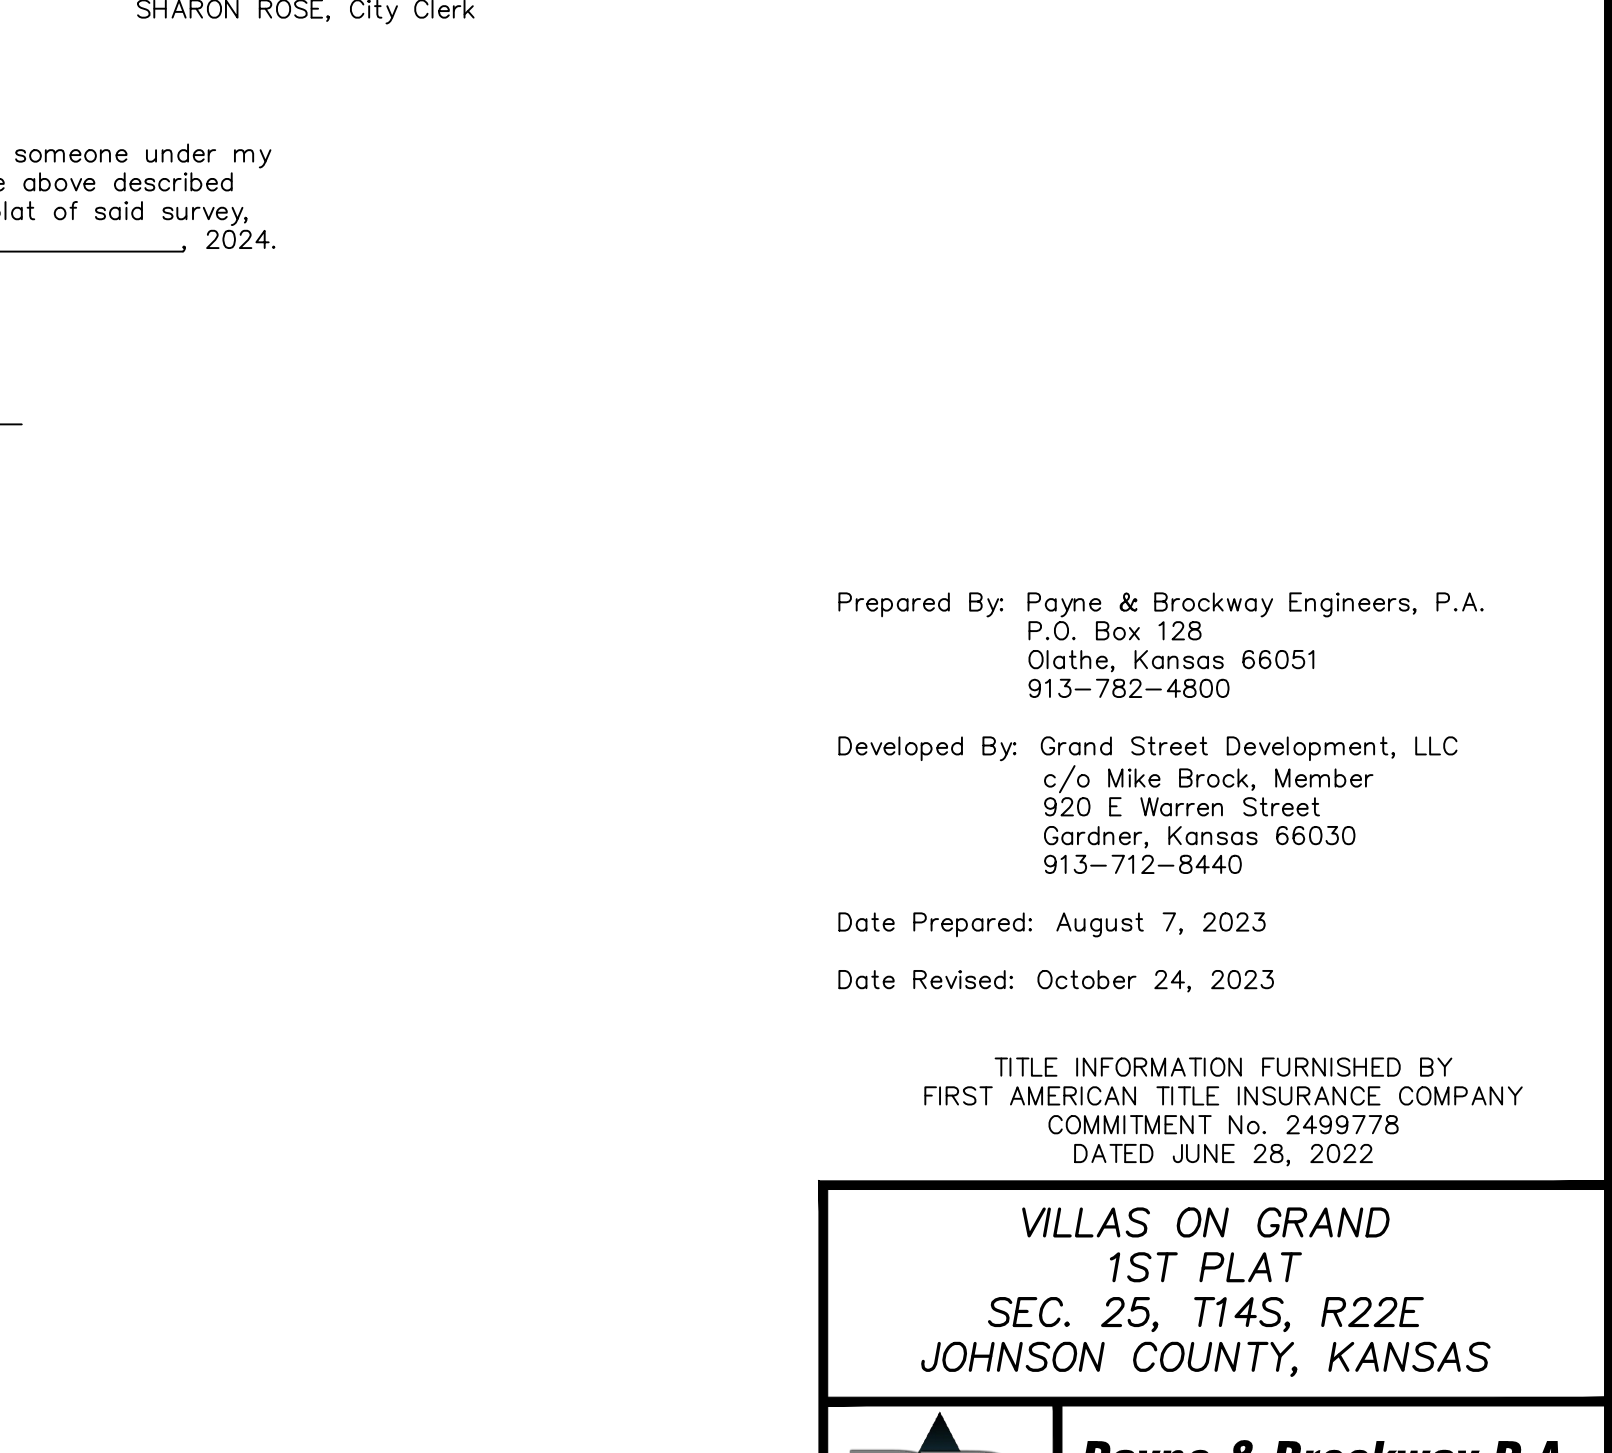 SHARON ROSE, City Clerk
someone under my
above described
of said survey,
, 2024.
Prepared By: Payne & Brockway Engineers, P.A.
P.O. Box 128
Olathe, Kansas 66051
913-782-4800
Developed By: Grand Street Development, LLC
c/o Mike Brock, Member
920 E Warren Street
Gardner, Kansas 66030
913-712-8440
Date Prepared: August 7, 2023
Date Revised: October 24, 2023
TITLE INFORMATION FURNISHED BY
FIRST AMERICAN TITLE INSURANCE COMPANY
COMMITMENT No. 2499778
DATED JUNE 28, 2022
VILLAS ON GRAND
1ST PLAT
SEC. 25, T14S, R22E
JOHNSON COUNTY, KANSAS
Payne & Brockway P.A.